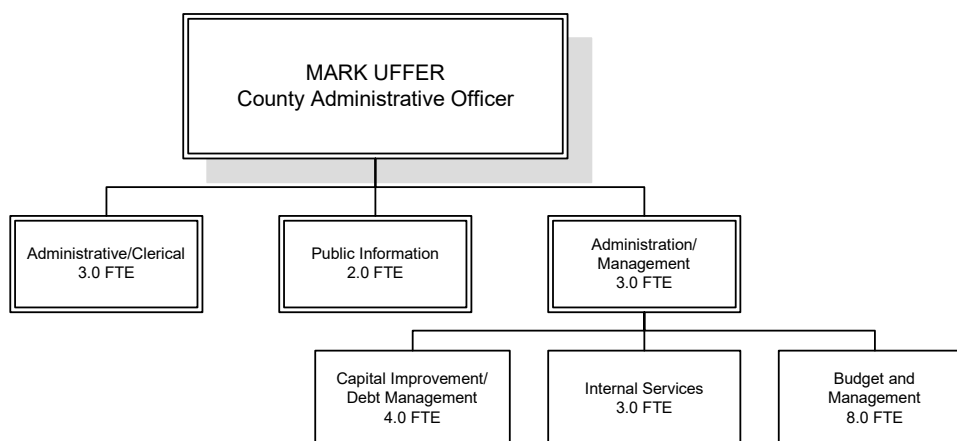 MARK UFFER
County Administrative Officer
Administrative/Clerical
3.0 FTE
Public Information
2.0 FTE
Administration/
Management
3.0 FTE
Capital Improvement/
Debt Management
4.0 FTE
Internal Services
3.0 FTE
Budget and
Management
8.0 FTE